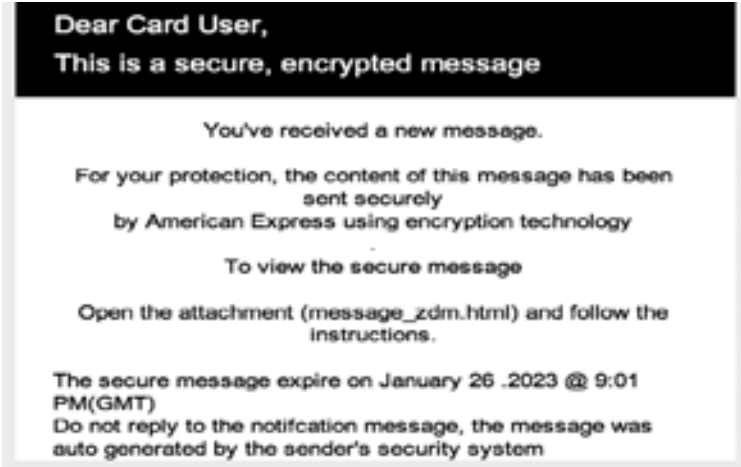 Dear Card User,
This is a secure, encrypted message
You've received a new message.
For your protection, the content of this message has been
sent securely
by American Express using encryption technology
.
To view the secure message
Open the attachment (message_zdm.html) and follow the
instructions.
The secure message expire on January 26 .2023 @ 9:01
PM(GMT)
Do not reply to the notifcation message, the message was
auto generated by the sender's security system